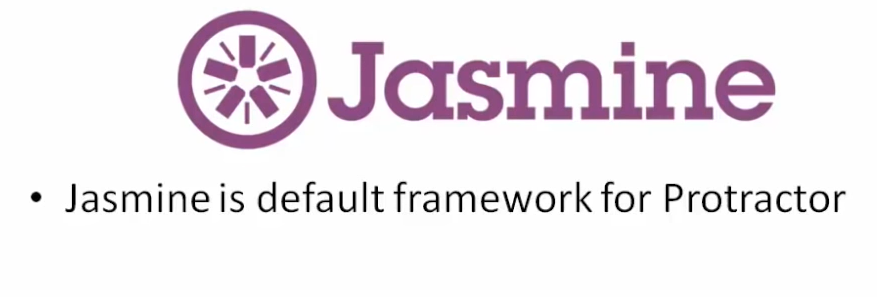 Jasmine
• Jasmine is default framework for Protractor